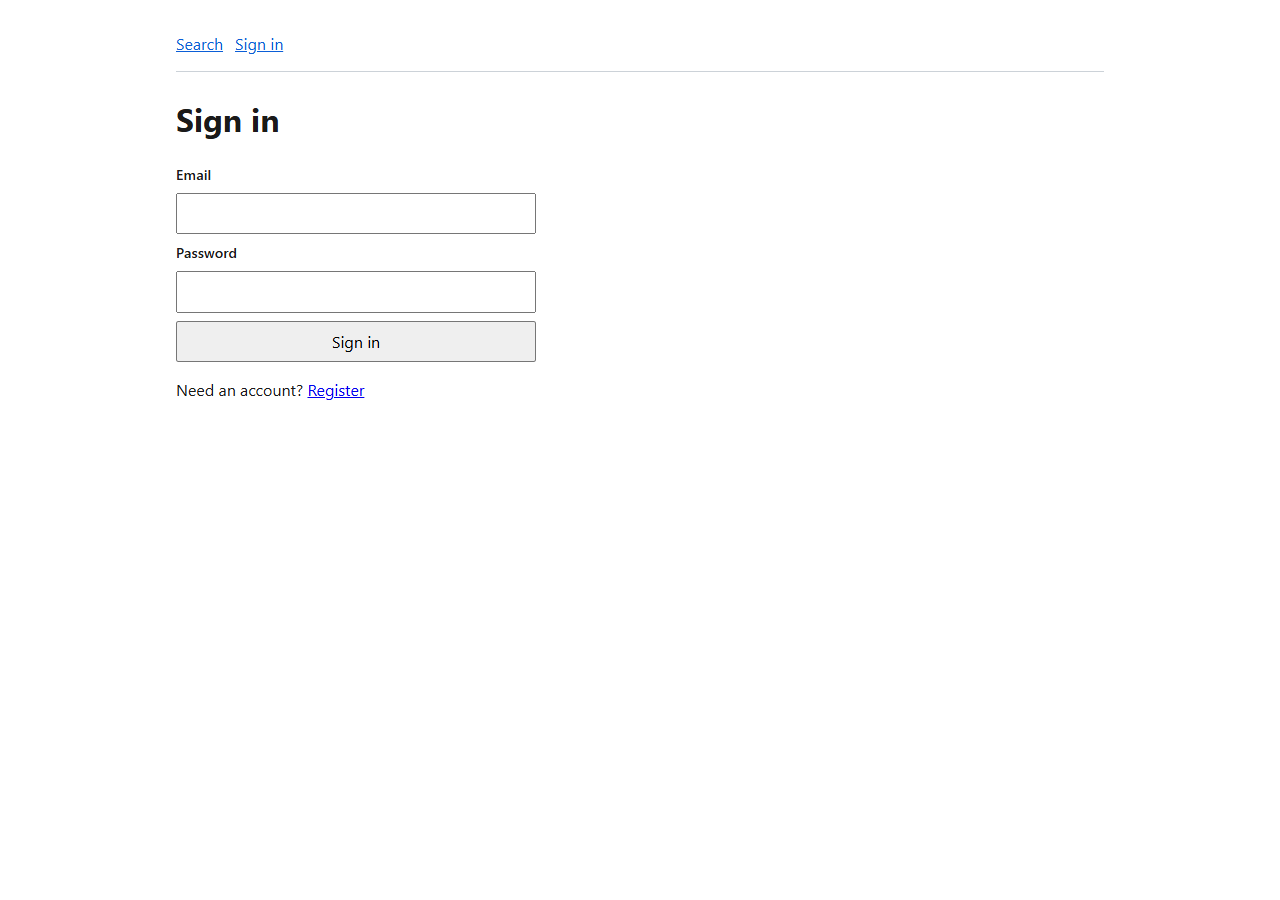 Search Sign in
Sign in
Email
Password
Sign in
Need an account? Register